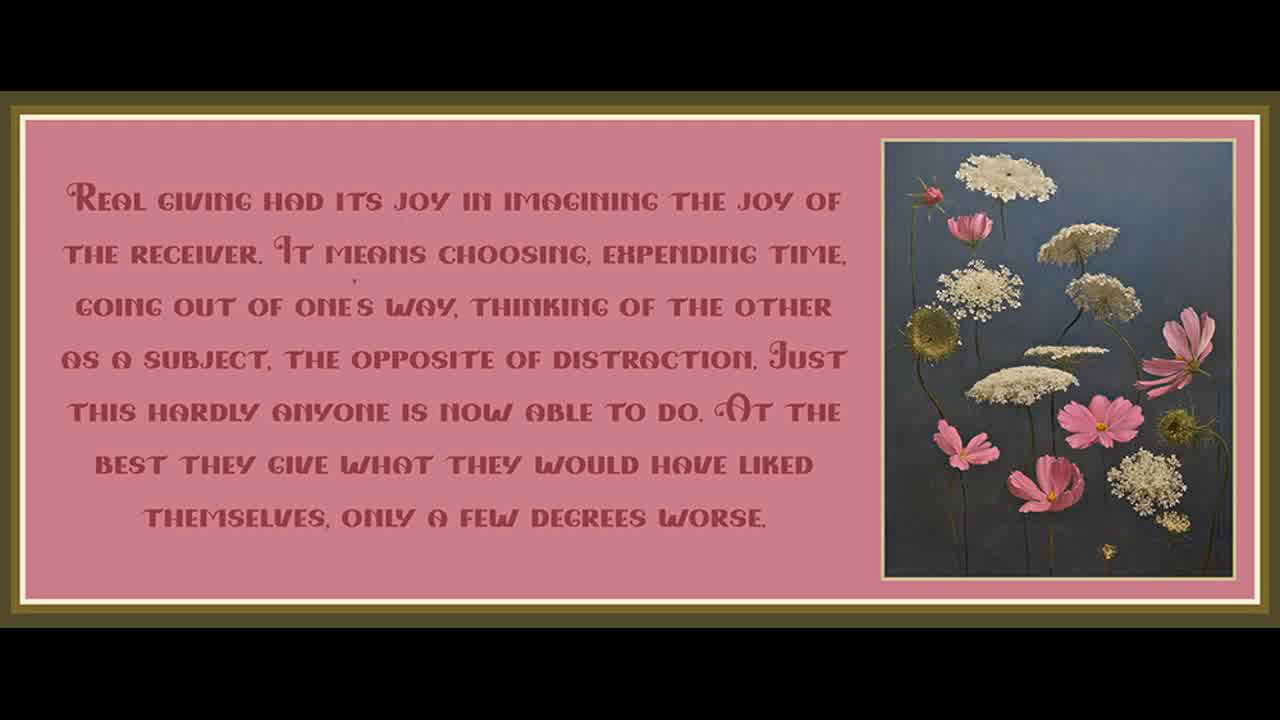 Real giving had its joy in imagining the joy of
the receiver. It means choosing, expending time,
going out of one's way, thinking of the other
as a subject, the opposite of distraction. Just
this hardly anyone is now able to do. At the
best they give what they would have liked
themselves, only a few degrees worse.